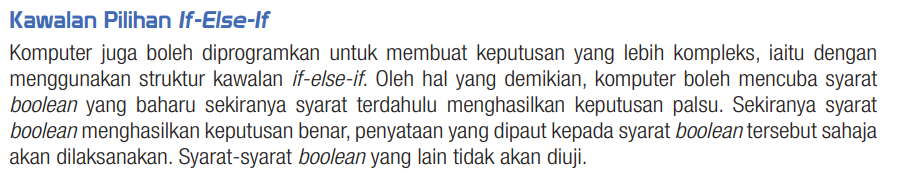 Kawalan Pilihan If-Else-If
Komputer juga boleh diprogramkan untuk membuat keputusan yang lebih kompleks, iaitu dengan
menggunakan struktur kawalan if-else-if. Oleh hal yang demikian, komputer boleh mencuba syarat
boolean yang baharu sekiranya syarat terdahulu menghasilkan keputusan palsu. Sekiranya syarat
boolean menghasilkan keputusan benar, penyataan yang dipaut kepada syarat boolean tersebut sahaja
akan dilaksanakan. Syarat-syarat boolean yang lain tidak akan diuji.